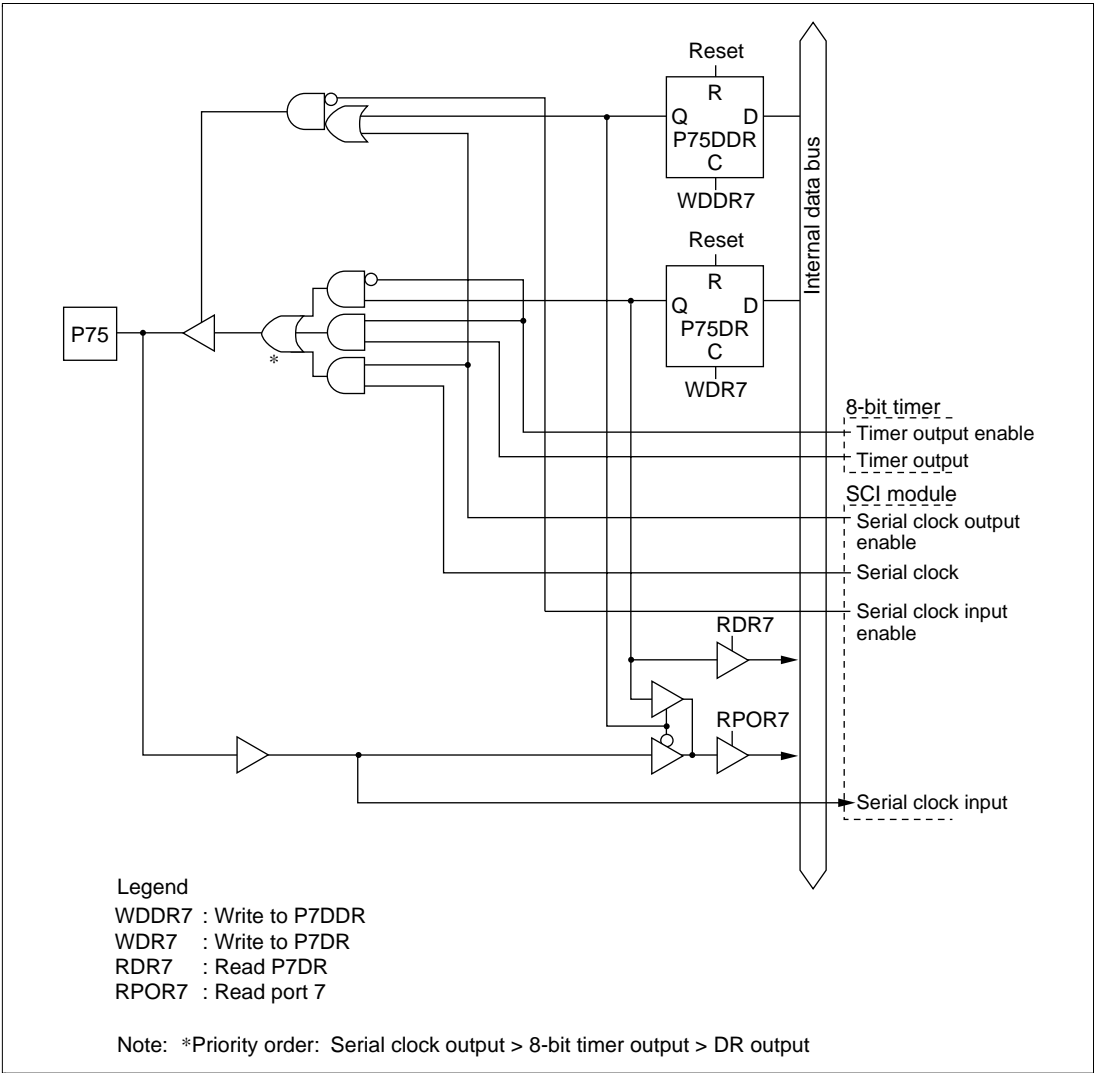 Reset
R
Q D
P75DDR
C
WDDR7
Internal data bus
Reset
R
Q D
P75DR
C
WDR7
P75
*
8-bit timer
Timer output enable
Timer output
SCI module
Serial clock output
enable
Serial clock
Serial clock input
enable
RDR7
RPOR7
Serial clock input
Legend
WDDR7 : Write to P7DDR
WDR7 : Write to P7DR
RDR7 : Read P7DR
RPOR7 : Read port 7
Note: *Priority order: Serial clock output > 8-bit timer output > DR output